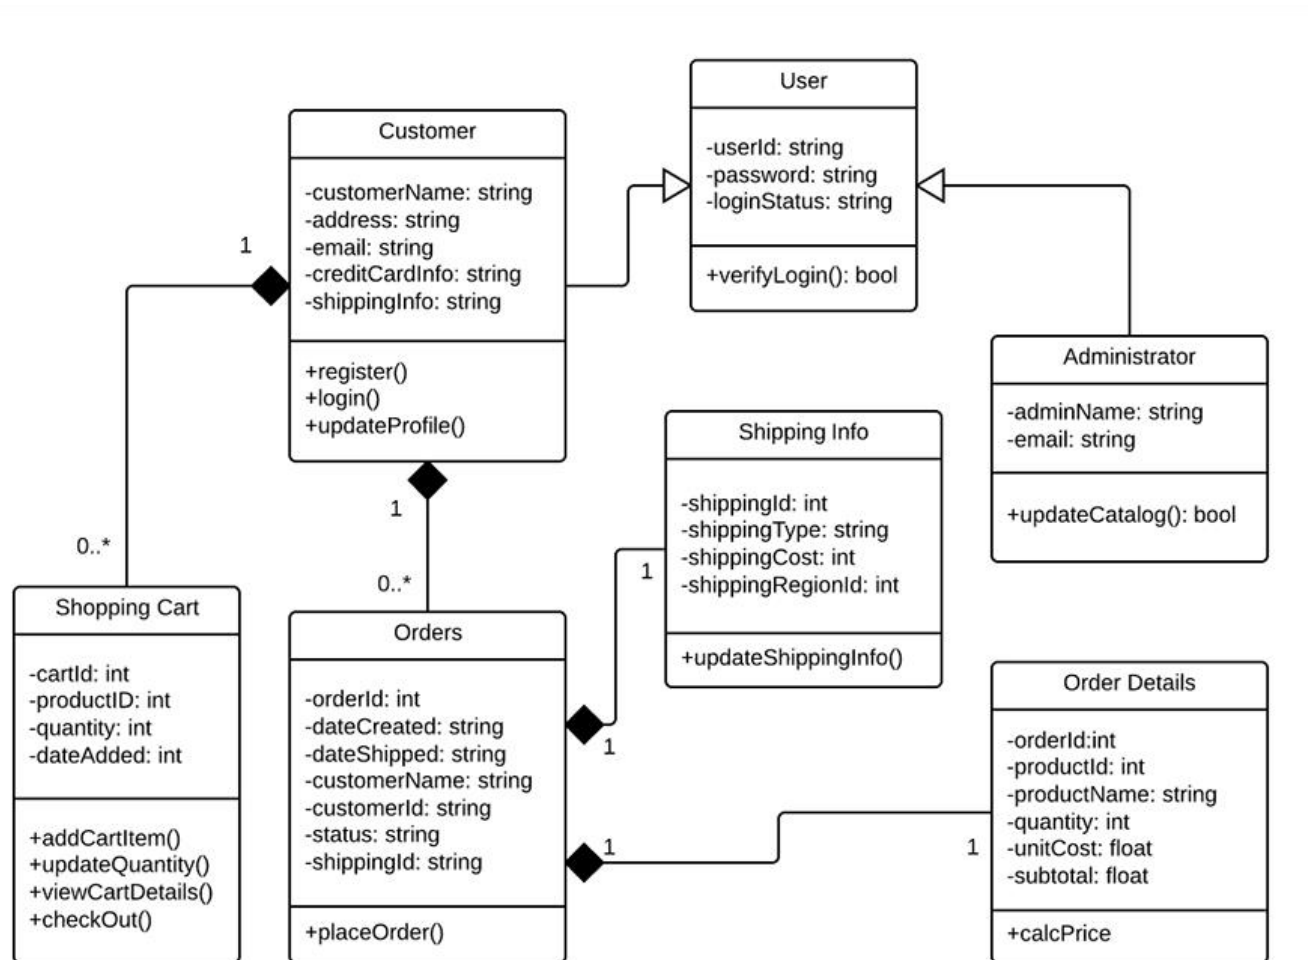 User
-userId: string
-password: string
-loginStatus: string
+verifyLogin(): bool
Customer
-customerName: string
-address: string
-email: string
-creditCardInfo: string
-shippingInfo: string
+register()
+login()
+updateProfile()
1
1
0..*
0..*
Administrator
-adminName: string
-email: string
+updateCatalog(): bool
Shipping Info
-shippingId: int
-shippingType: string
-shippingCost: int
-shippingRegionId: int
+updateShippingInfo()
1
1
Shopping Cart
-cartId: int
-productID: int
-quantity: int
-dateAdded: int
+addCartItem()
+updateQuantity()
+viewCartDetails()
+checkOut()
Orders
-orderId: int
-dateCreated: string
-dateShipped: string
-customerName: string
-customerId: string
-status: string
-shippingId: string
+placeOrder()
1
1
Order Details
-orderId:int
-productId: int
-productName: string
-quantity: int
-unitCost: float
-subtotal: float
+calcPrice